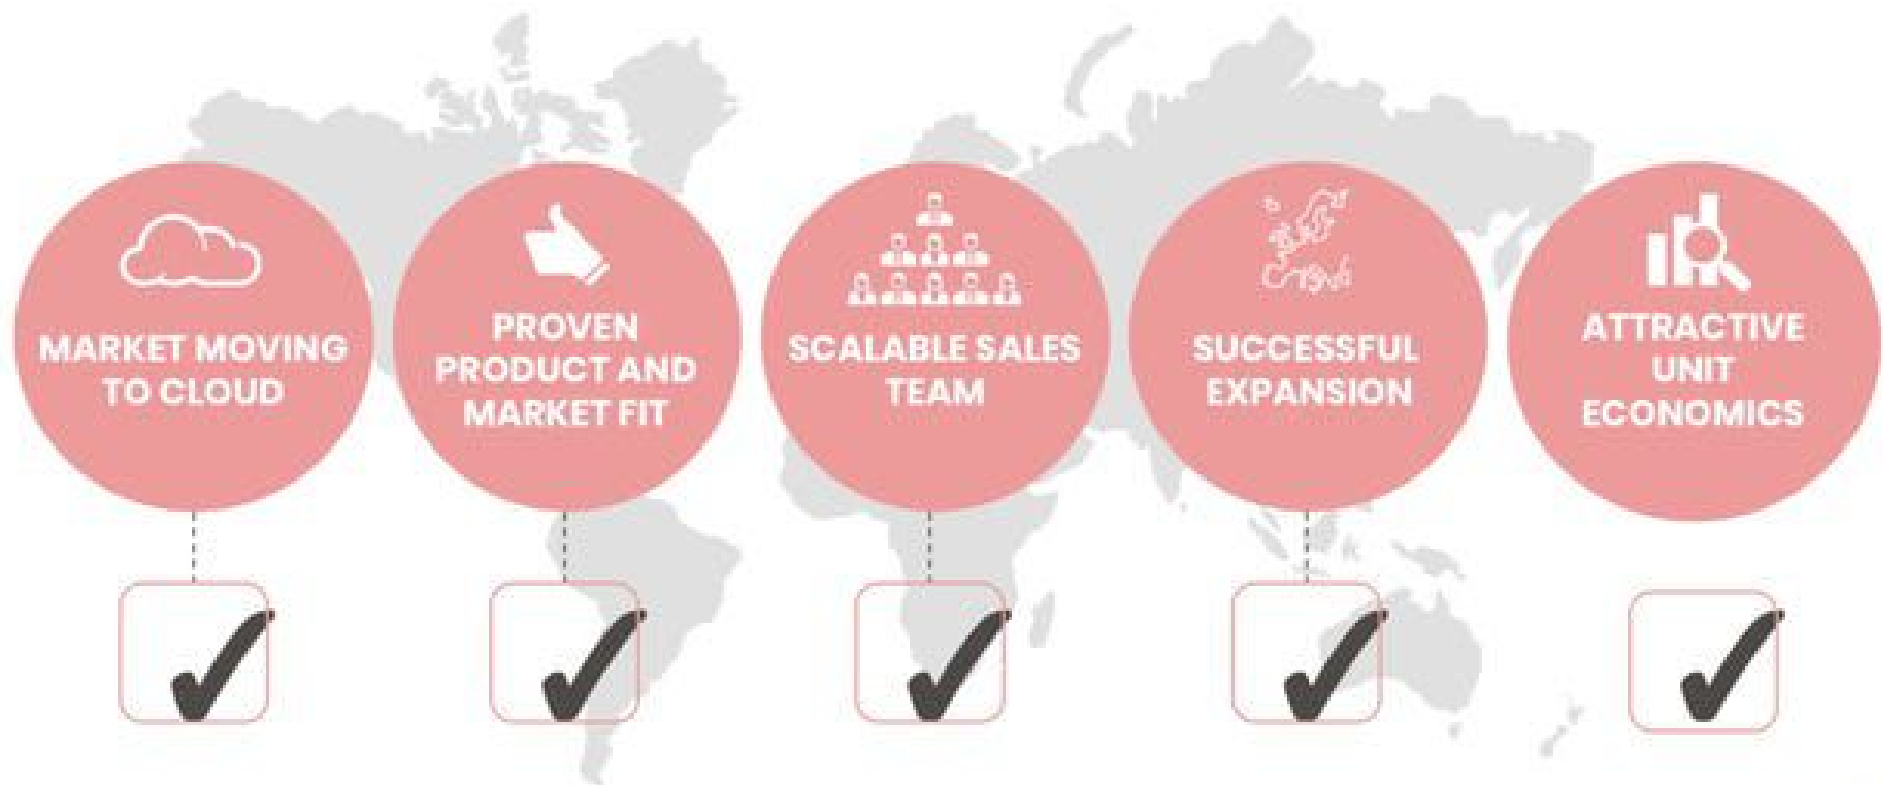 MARKET MOVING
TO CLOUD
PROVEN
PRODUCT AND
MARKET FIT
SCALABLE SALES
TEAM
SUCCESSFUL
EXPANSION
ATTRACTIVE
UNIT
ECONOMICS